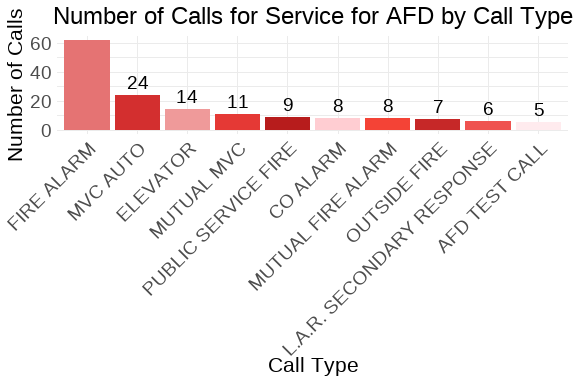 Number of Calls for Service for AFD by Call Type
Number of Calls
60
40
20
0
24
14
11
9
8
8
7
6
5
FIRE ALARM
MVC AUTO
ELEVATOR
MUTUAL MVC
PUBLIC SERVICE FIRE
CO ALARM
MUTUAL FIRE ALARM
OUTSIDE FIRE
L.A.R. SECONDARY RESPONSE
AFD TEST CALL
Call Type